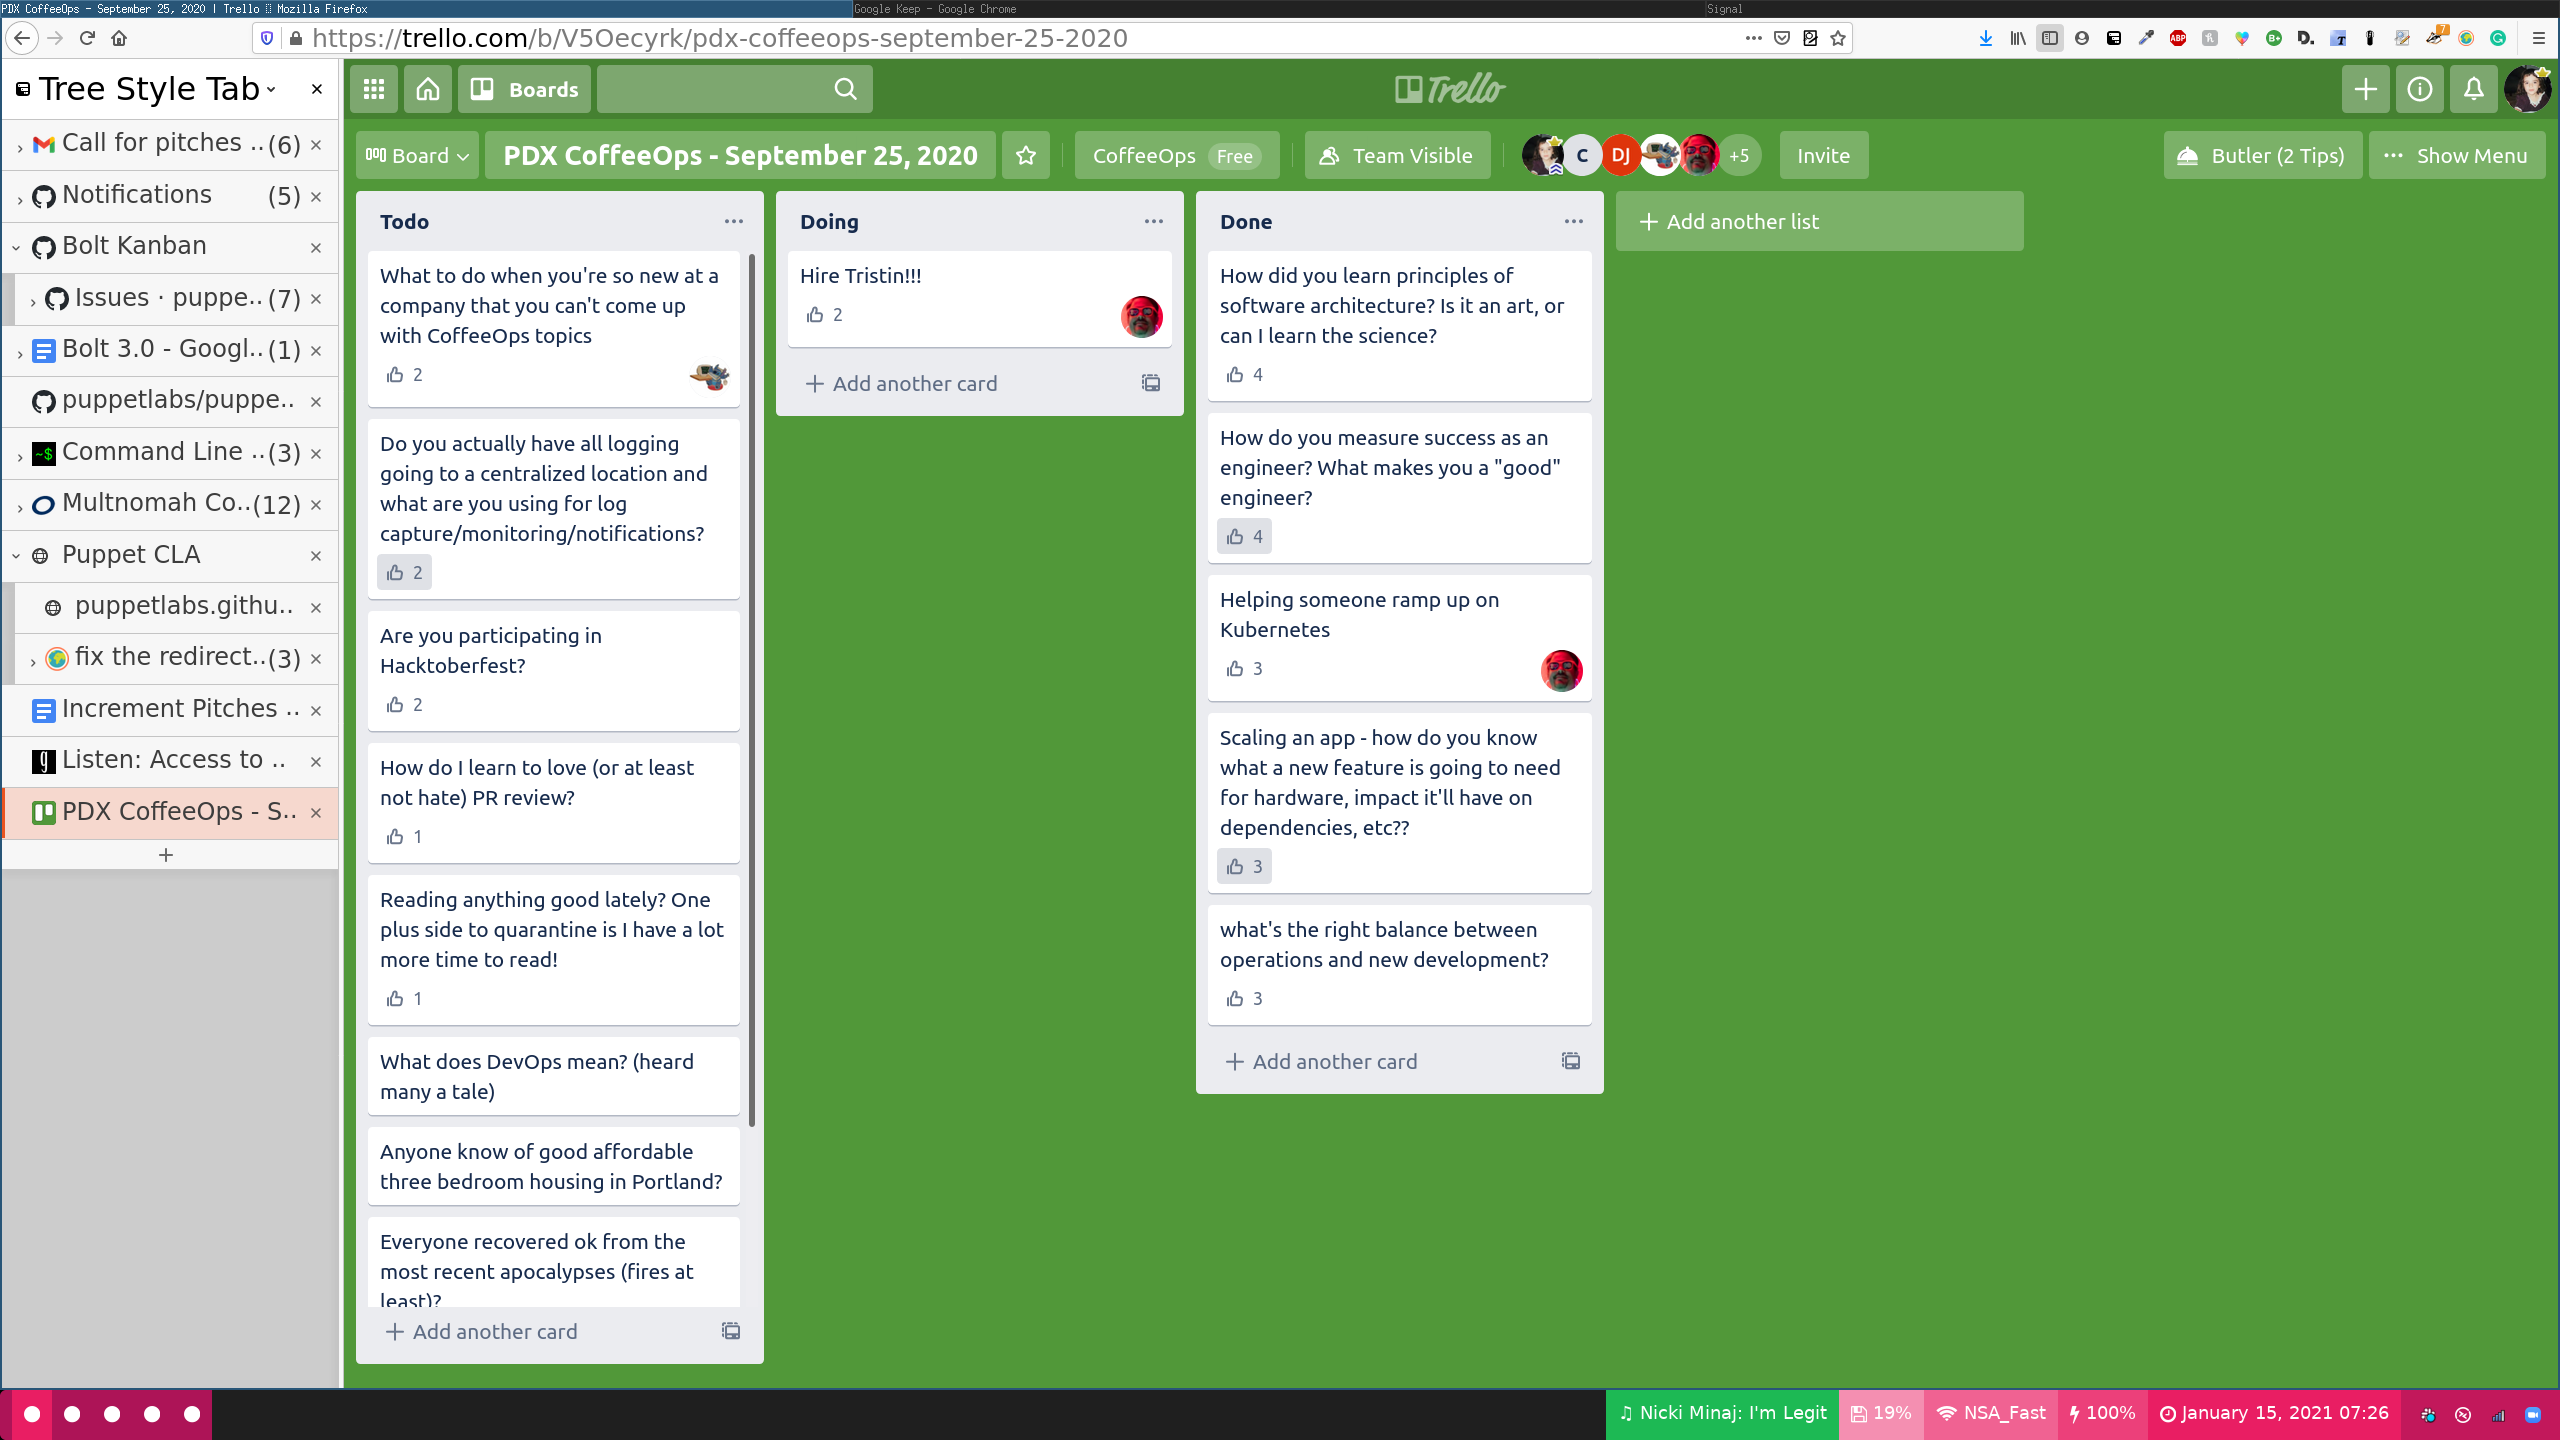 PDX CoffeeOps - September 25, 2020 | Trello Mozilla Firefox
Google Keep - Google Chrome
Signal
https://trello.com/b/V5Oecyrk/pdx-coffeeops-september-25-2020
ABP
7
Tree Style Tab
Call for pitches .. (6)
Notifications (5)
Bolt Kanban
Issues · puppe.. (7)
Bolt 3.0 - Googl.. (1)
puppetlabs/puppe..
Command Line .. (3)
Multnomah Co.. (12)
Puppet CLA
puppetlabs.githu..
fix the redirect.. (3)
Increment Pitches ..
Listen: Access to ..
PDX CoffeeOps - S..
Boards
Trello
Board
PDX CoffeeOps - September 25, 2020
CoffeeOps Free
Team Visible
C
DJ
+5
Invite
Butler (2 Tips)
Show Menu
Todo
What to do when you're so new at a
company that you can't come up
with CoffeeOps topics
2
Do you actually have all logging
going to a centralized location and
what are you using for log
capture/monitoring/notifications?
2
Are you participating in
Hacktoberfest?
2
How do I learn to love (or at least
not hate) PR review?
1
Reading anything good lately? One
plus side to quarantine is I have a lot
more time to read!
1
What does DevOps mean? (heard
many a tale)
Anyone know of good affordable
three bedroom housing in Portland?
Everyone recovered ok from the
most recent apocalypses (fires at
least)?
Add another card
Doing
Hire Tristin!!!
2
Add another card
Done
How did you learn principles of
software architecture? Is it an art, or
can I learn the science?
4
How do you measure success as an
engineer? What makes you a "good"
engineer?
4
Helping someone ramp up on
Kubernetes
3
Scaling an app - how do you know
what a new feature is going to need
for hardware, impact it'll have on
dependencies, etc??
3
what's the right balance between
operations and new development?
3
Add another card
Add another list
Nicki Minaj: I'm Legit
19%
NSA_Fast
100%
January 15, 2021 07:26